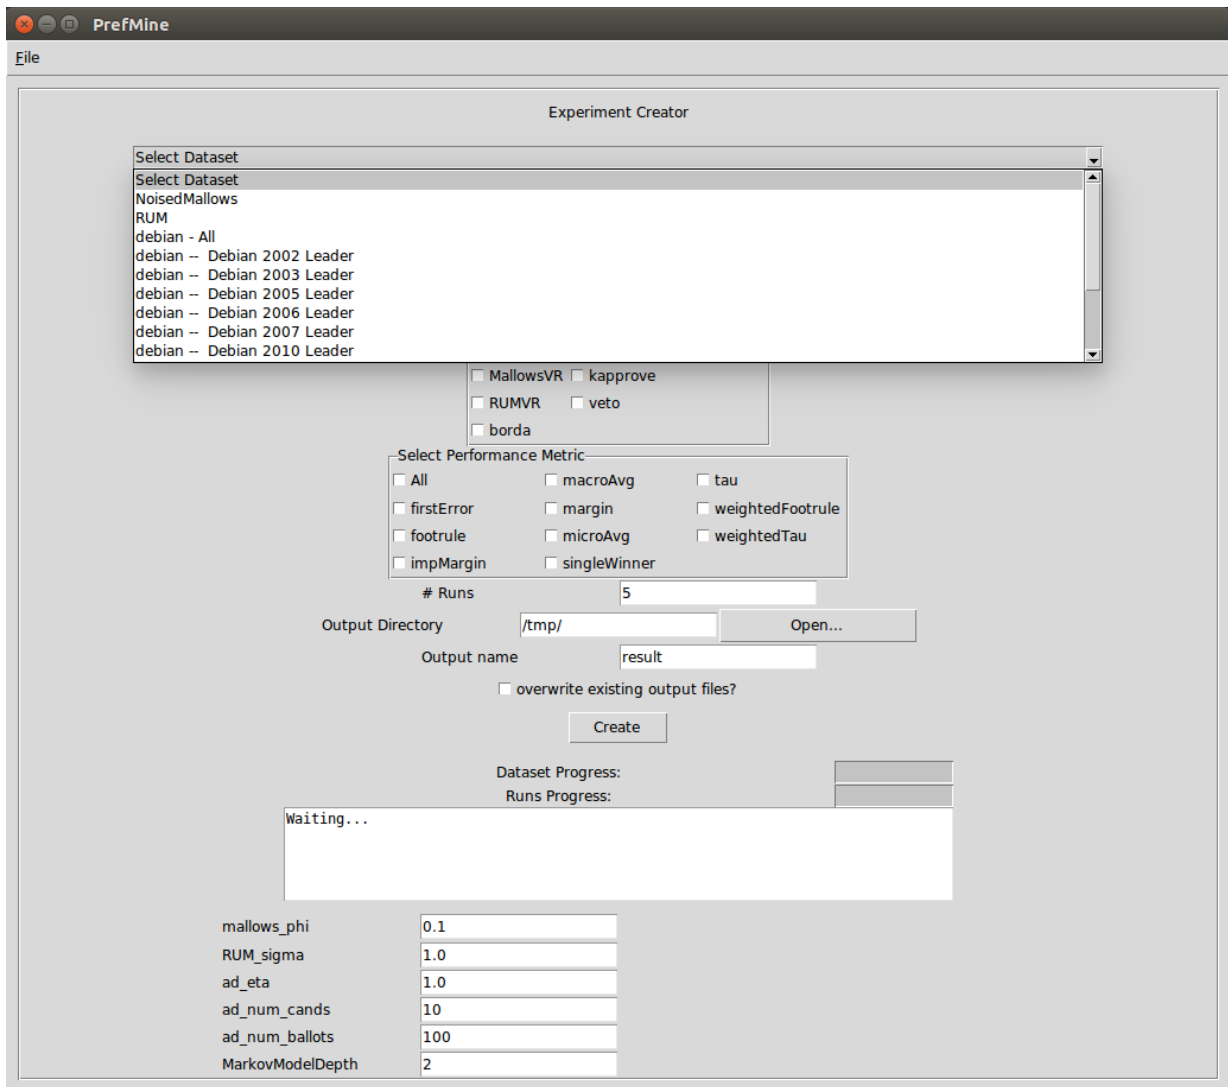 PrefMine
File
Experiment Creator
Select Dataset
Select Dataset
NoisedMallows
RUM
debian - All
debian --  Debian 2002 Leader
debian --  Debian 2003 Leader
debian --  Debian 2005 Leader
debian --  Debian 2006 Leader
debian --  Debian 2007 Leader
debian --  Debian 2010 Leader
MallowsVR kapprove
RUMVR veto
borda
Select Performance Metric
All macroAvg tau
firstError margin weightedFootrule
footrule microAvg weightedTau
impMargin singleWinner
# Runs 5
Output Directory /tmp/ Open...
Output name result
overwrite existing output files?
Create
Dataset Progress:
Runs Progress:
Waiting...
mallows_phi 0.1
RUM_sigma 1.0
ad_eta 1.0
ad_num_cands 10
ad_num_ballots 100
MarkovModelDepth 2